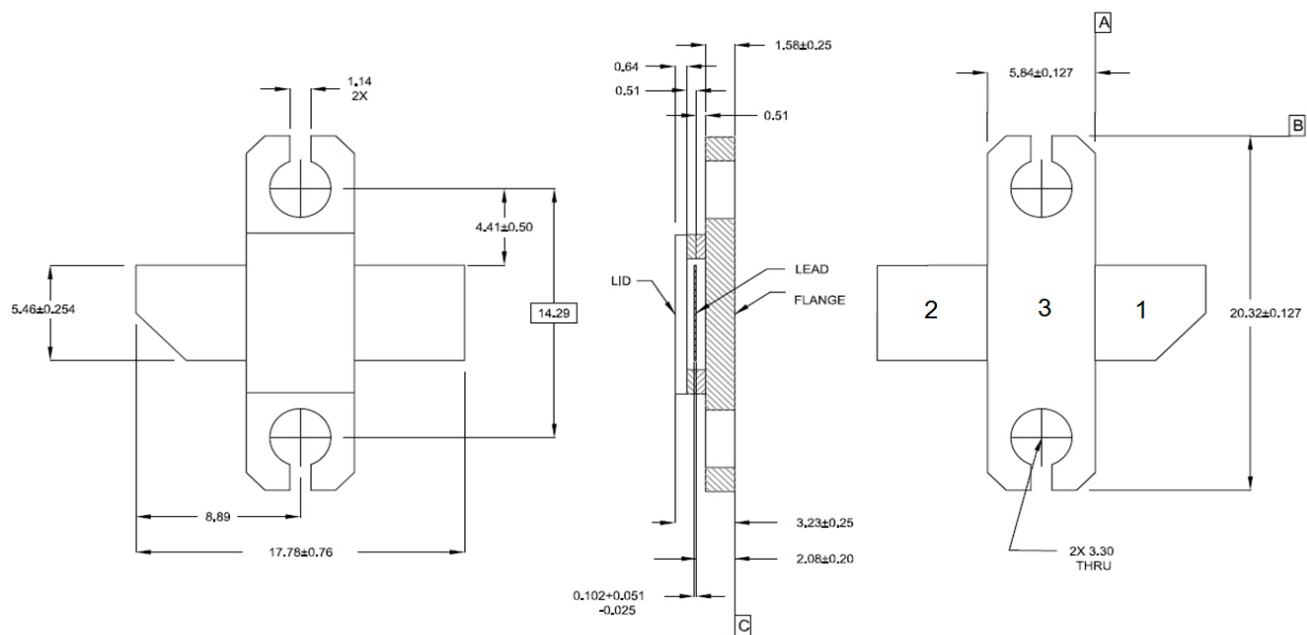 1.14
2X
4.41±0.50
5.46±0.254
14.29
8.89
17.78±0.76
1.58±0.25
0.64
0.51
0.51
LID
LEAD
FLANGE
3.23±0.25
2.08±0.20
0.102+0.051
-0.025
C
A
5.84±0.127
B
2
3
1
20.32±0.127
2X 3.30
THRU